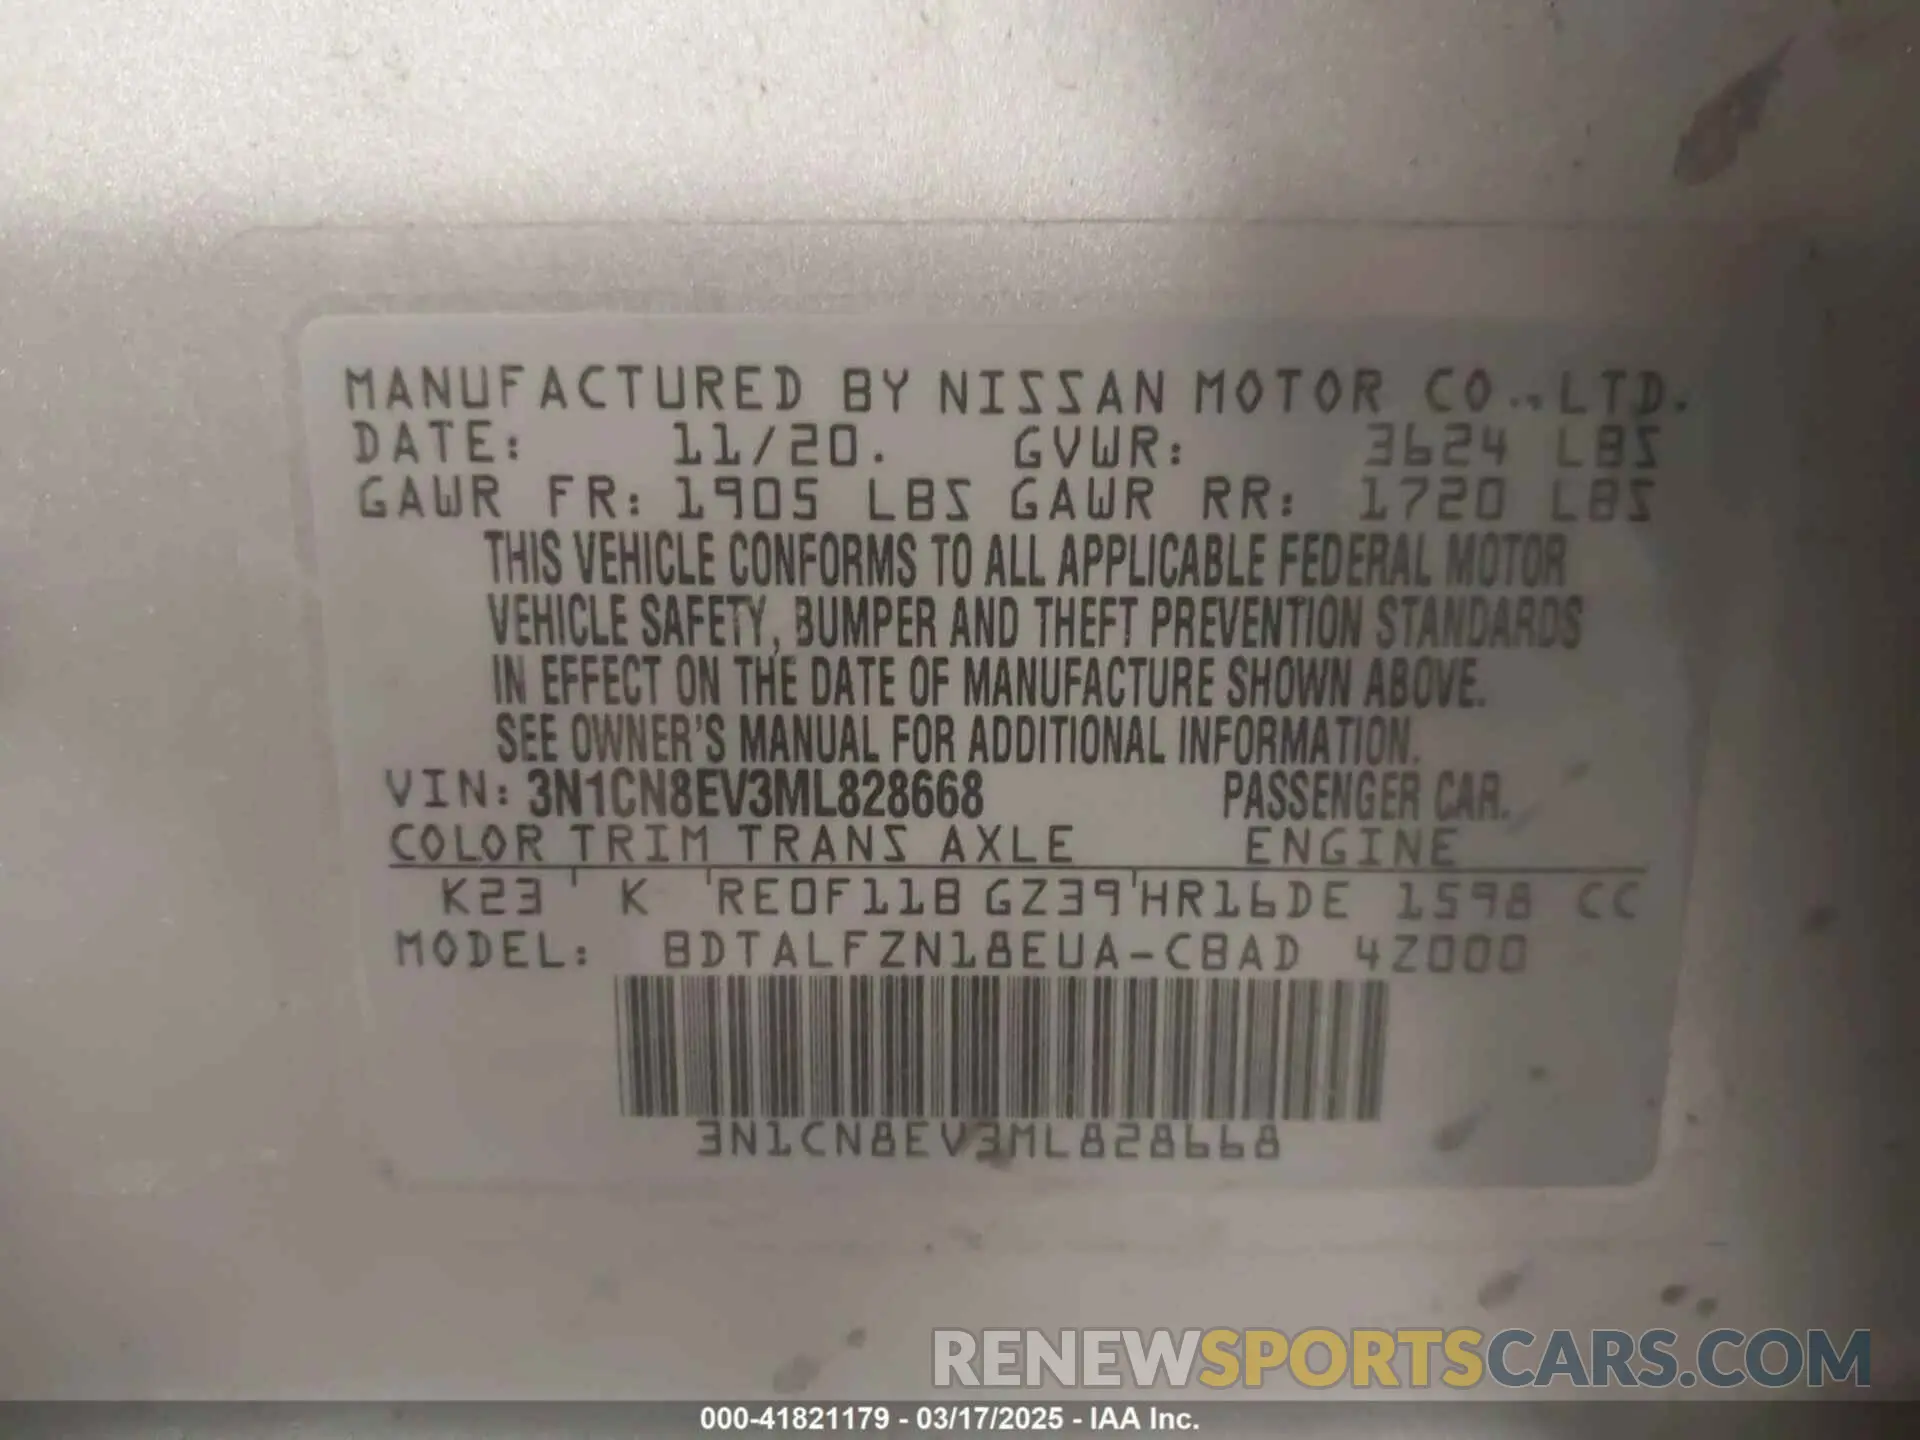 MANUFACTURED BY NISSAN MOTOR CO., LTD.
DATE: 11/20. GVWR: 3624 LBS
GAWR FR: 1905 LBS GAWR RR: 1720 LBS
THIS VEHICLE CONFORMS TO ALL APPLICABLE FEDERAL MOTOR
VEHICLE SAFETY, BUMPER AND THEFT PREVENTION STANDARDS
IN EFFECT ON THE DATE OF MANUFACTURE SHOWN ABOVE.
SEE OWNER'S MANUAL FOR ADDITIONAL INFORMATION.
VIN: 3N1CN8EV3ML828668 PASSENGER CAR.
COLOR TRIM TRANS AXLE ENGINE
K23 K RE0F11B GZ39 HR16DE 1598 CC
MODEL: BDTALFZN18EUA-CBAD 4Z000
3N1CN8EV3ML828668
RENEWSPORTSCARS.COM
000-41821179 - 03/17/2025 - IAA Inc.